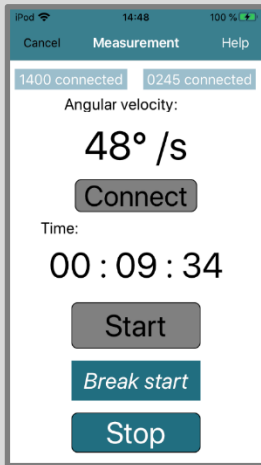 iPod 14:48 100 %
Cancel Measurement Help
1400 connected 0245 connected
Angular velocity:
48° /s
Connect
Time:
00 : 09 : 34
Start
Break start
Stop